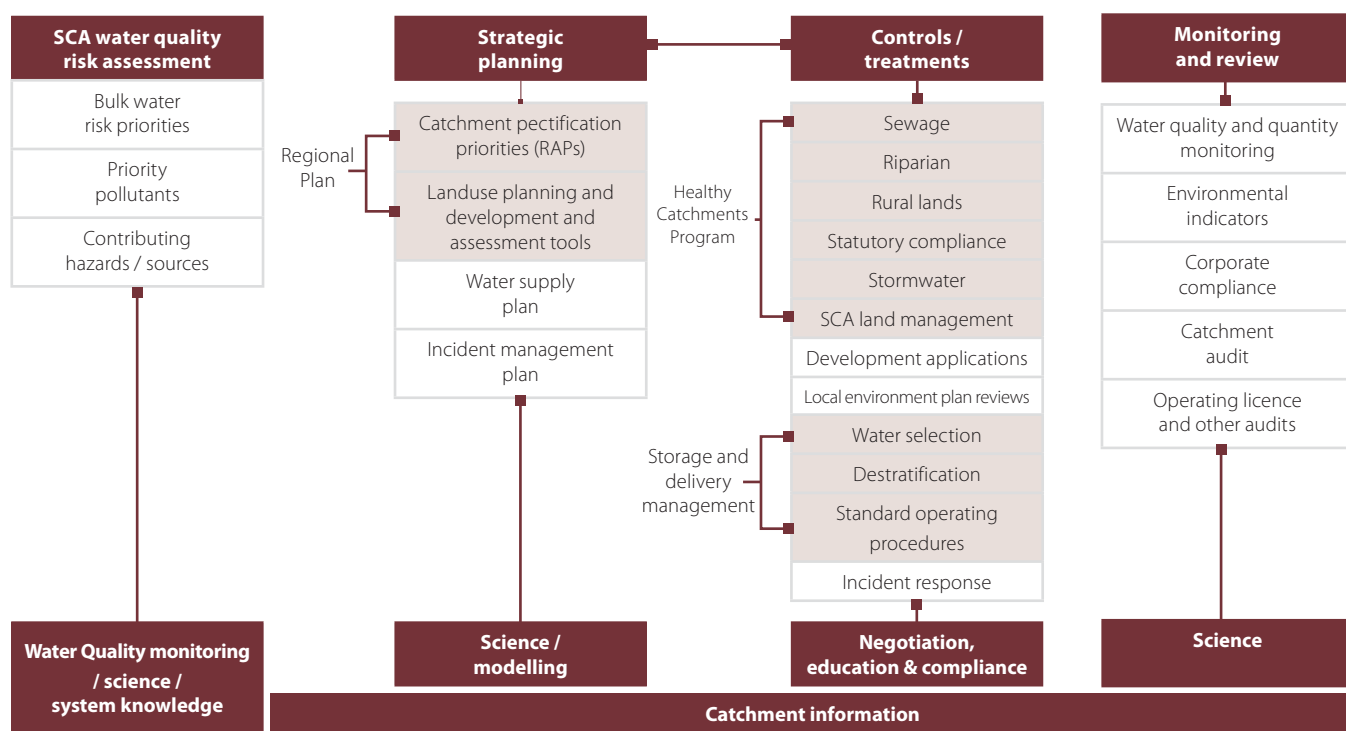 SCA water quality
risk assessment
Bulk water
risk priorities
Priority
pollutants
Contributing
hazards / sources
Water Quality monitoring
/ science /
system knowledge
Strategic
planning
Regional
Plan
Catchment pectification
priorities (RAPs)
Landuse planning and
development and
assessment tools
Water supply
plan
Incident management
plan
Science /
modelling
Controls /
treatments
Healthy
Catchments
Program
Sewage
Riparian
Rural lands
Statutory compliance
Stormwater
SCA land management
Development applications
Local environment plan reviews
Storage and
delivery
management
Water selection
Destratification
Standard operating
procedures
Incident response
Negotiation,
education & compliance
Monitoring
and review
Water quality and quantity
monitoring
Environmental
indicators
Corporate
compliance
Catchment
audit
Operating licence
and other audits
Science
Catchment information